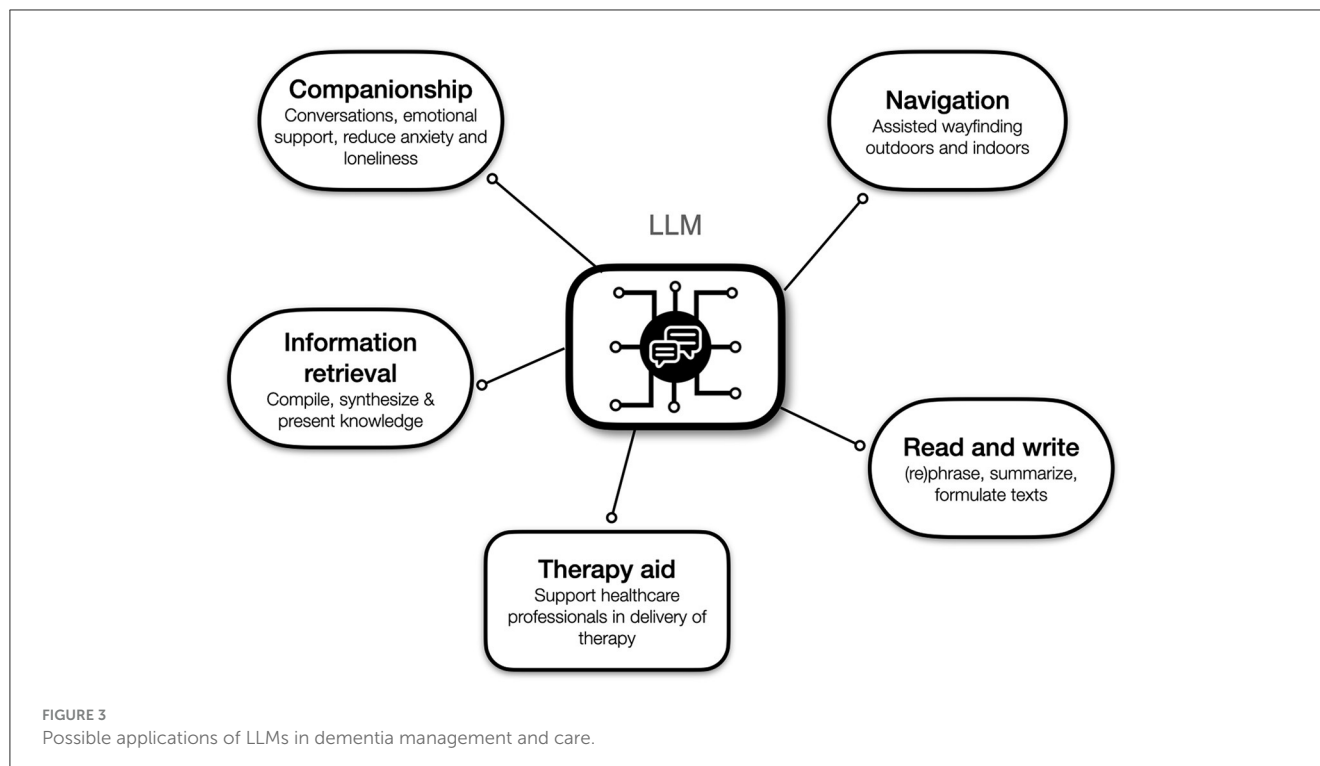 Companionship
Conversations, emotional
support, reduce anxiety and
loneliness
Navigation
Assisted wayfinding
outdoors and indoors
LLM
Information
retrieval
Compile, synthesize &
present knowledge
Read and write
(re)phrase, summarize,
formulate texts
Therapy aid
Support healthcare
professionals in delivery of
therapy
FIGURE 3
Possible applications of LLMs in dementia management and care.